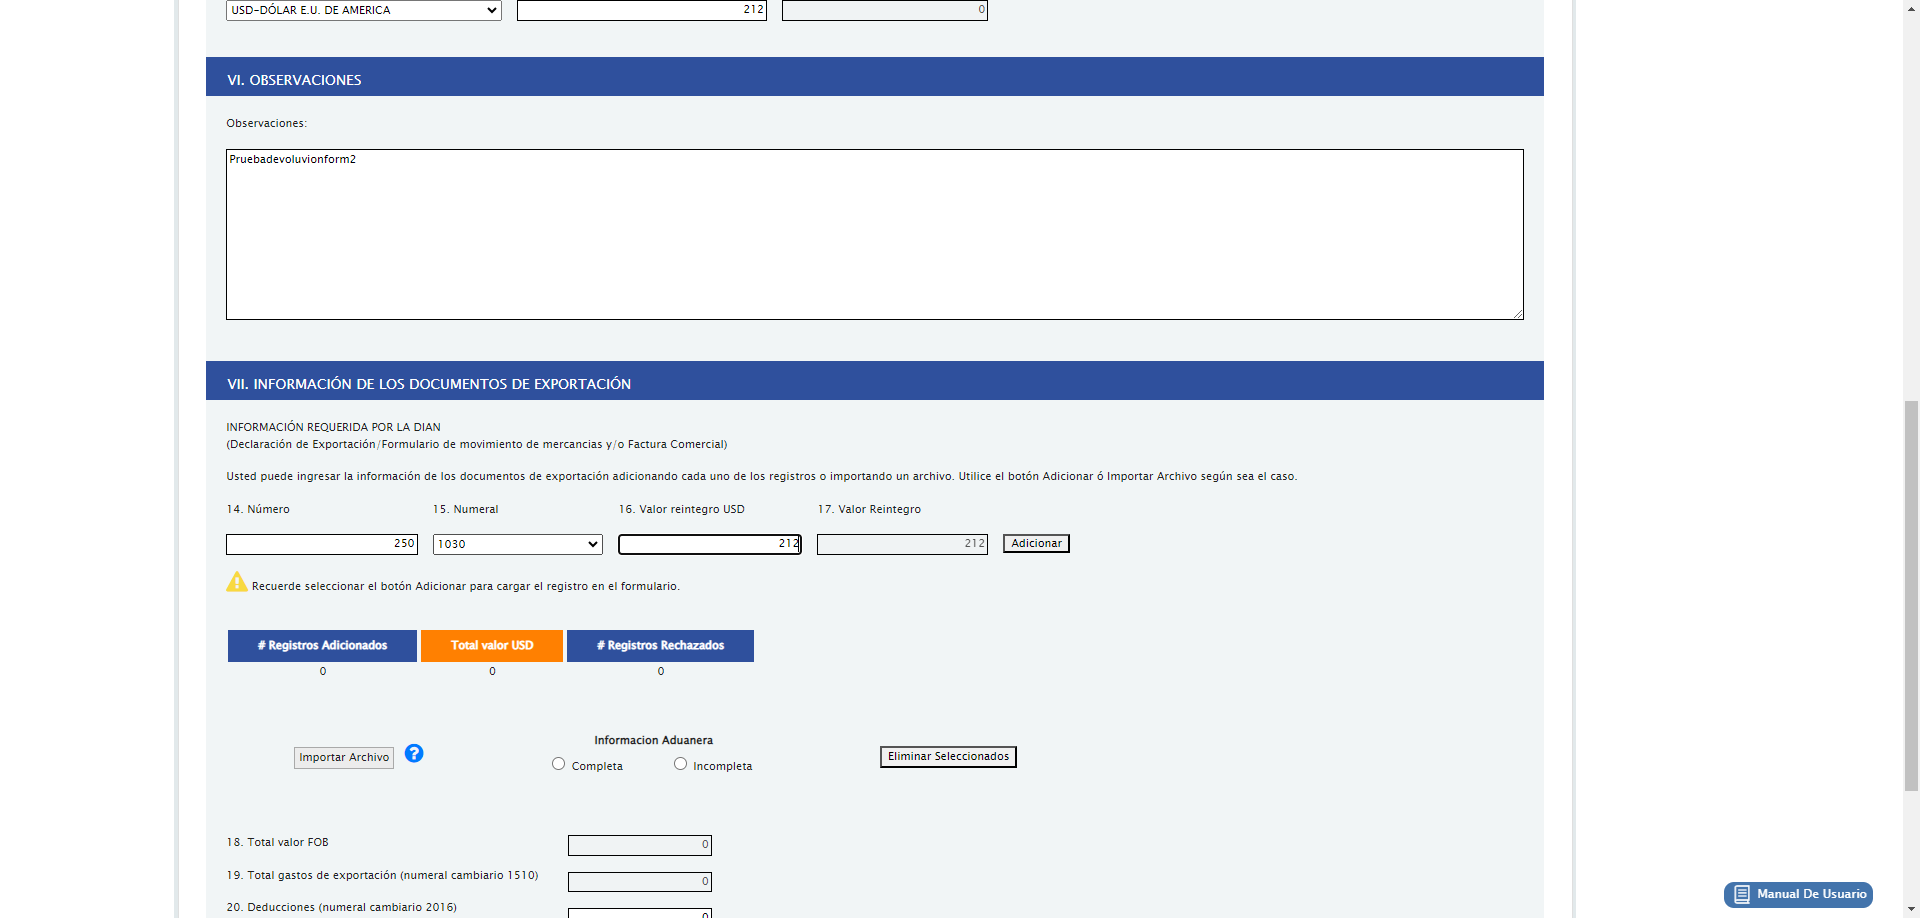 USD-DÓLAR E.U. DE AMERICA 212 0
VI. OBSERVACIONES
Observaciones:
Pruebadevoluvionform2
VII. INFORMACIÓN DE LOS DOCUMENTOS DE EXPORTACIÓN
INFORMACIÓN REQUERIDA POR LA DIAN
(Declaración de Exportación/Formulario de movimiento de mercancias y/o Factura Comercial)
Usted puede ingresar la información de los documentos de exportación adicionando cada uno de los registros o importando un archivo. Utilice el botón Adicionar ó Importar Archivo según sea el caso.
14. Número 15. Numeral 16. Valor reintegro USD 17. Valor Reintegro
250 1030 212 212 Adicionar
Recuerde seleccionar el botón Adicionar para cargar el registro en el formulario.
# Registros Adicionados Total valor USD # Registros Rechazados
0 0 0
Informacion Aduanera
Importar Archivo ? Completa Incompleta Eliminar Seleccionados
18. Total valor FOB 0
19. Total gastos de exportación (numeral cambiario 1510) 0
20. Deducciones (numeral cambiario 2016) 0
Manual De Usuario